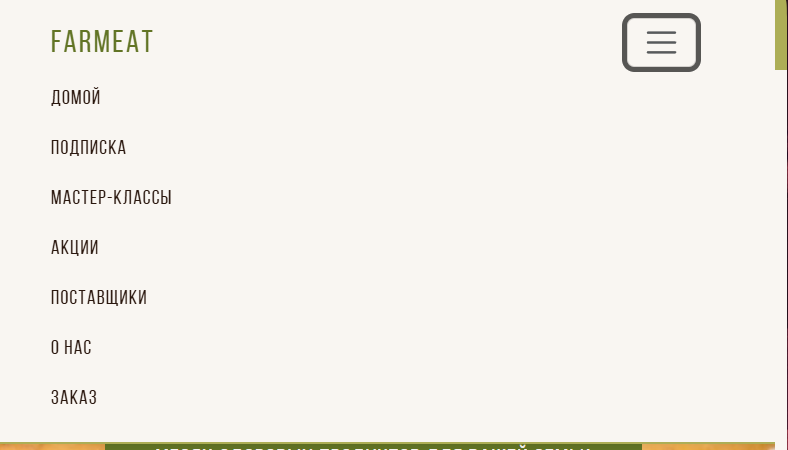 FARMEAT
ДОМОЙ
ПОДПИСКА
МАСТЕР-КЛАССЫ
АКЦИИ
ПОСТАВЩИКИ
О НАС
ЗАКАЗ